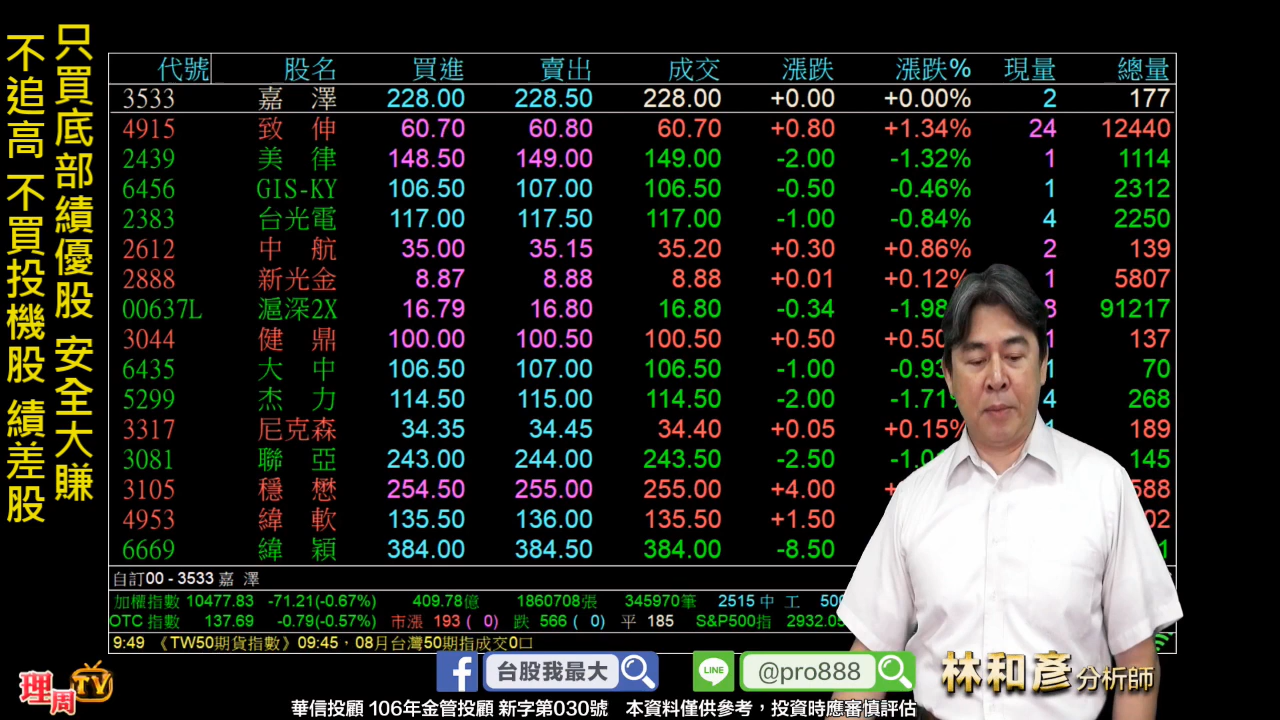 只買底部績優股 安全大賺
不追高 不買投機股 績差股
代號 股名 買進 賣出 成交 漲跌 漲跌% 現量 總量
3533 嘉 澤 228.00 228.50 228.00 +0.00 +0.00% 2 177
4915 致 伸 60.70 60.80 60.70 +0.80 +1.34% 24 12440
2439 美 律 148.50 149.00 149.00 -2.00 -1.32% 1 1114
6456 GIS-KY 106.50 107.00 106.50 -0.50 -0.46% 1 2312
2383 台光電 117.00 117.50 117.00 -1.00 -0.84% 4 2250
2612 中 航 35.00 35.15 35.20 +0.30 +0.86% 2 139
2888 新光金 8.87 8.88 8.88 +0.01 +0.12% 1 5807
00637L 滬深2X 16.79 16.80 16.80 -0.34 -1.98 8 91217
3044 健 鼎 100.00 100.50 100.50 +0.50 +0.50 1 137
6435 大 中 106.50 107.00 106.50 -1.00 -0.93 1 70
5299 杰 力 114.50 115.00 114.50 -2.00 -1.71 4 268
3317 尼克森 34.35 34.45 34.40 +0.05 +0.15% 1 189
3081 聯 亞 243.00 244.00 243.50 -2.50 145
3105 穩 懋 254.50 255.00 255.00 +4.00 588
4953 緯 軟 135.50 136.00 135.50 +1.50 02
6669 緯 穎 384.00 384.50 384.00 -8.50
自訂00 - 3533 嘉 澤
加權指數 10477.83 -71.21(-0.67%) 409.78億 1860708張 345970筆 2515 中 工
OTC 指數 137.69 -0.79(-0.57%) 市漲 193 ( 0) 跌 566 ( 0) 平 185 S&P500指 2932.05
9:49 《TW50期貨指數》09:45，08月台灣50期指成交0口
台股我最大
LINE @pro888
林和彥 分析師
理周TV
華信投顧 106年金管投顧 新字第030號 本資料僅供參考，投資時應審慎評估